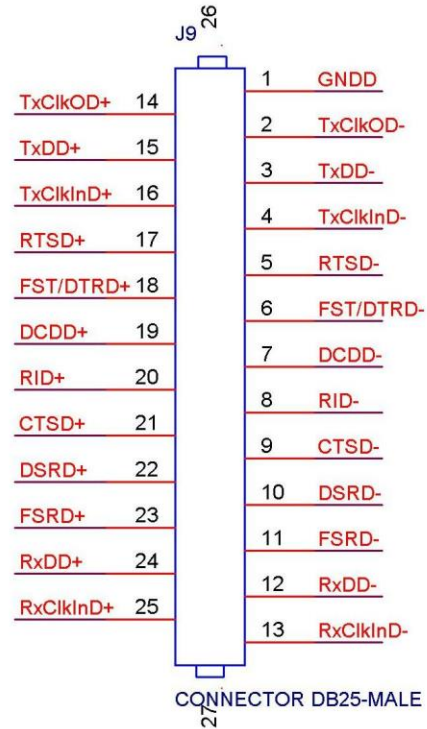 26
J9
1 GNDD
TxClkOD+ 14
2 TxClkOD-
TxDD+ 15
3 TxDD-
TxClkInD+ 16
4 TxClkInD-
RTSD+ 17
5 RTSD-
FST/DTRD+ 18
6 FST/DTRD-
DCDD+ 19
7 DCDD-
RID+ 20
8 RID-
CTSD+ 21
9 CTSD-
DSRD+ 22
10 DSRD-
FSRD+ 23
11 FSRD-
RxDD+ 24
12 RxDD-
RxClkInD+ 25
13 RxClkInD-
CONNECTOR DB25-MALE
27